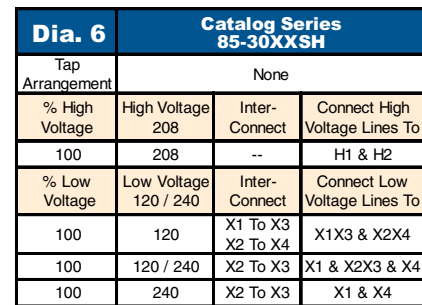 Dia. 6
Catalog Series
85-30XXSH
Tap
Arrangement
None
% High
Voltage
High Voltage
208
Inter-
Connect
Connect High
Voltage Lines To
100
208
--
H1 & H2
% Low
Voltage
Low Voltage
120 / 240
Inter-
Connect
Connect Low
Voltage Lines To
100
120
X1 To X3
X2 To X4
X1X3 & X2X4
100
120 / 240
X2 To X3
X1 & X2X3 & X4
100
240
X2 To X3
X1 & X4